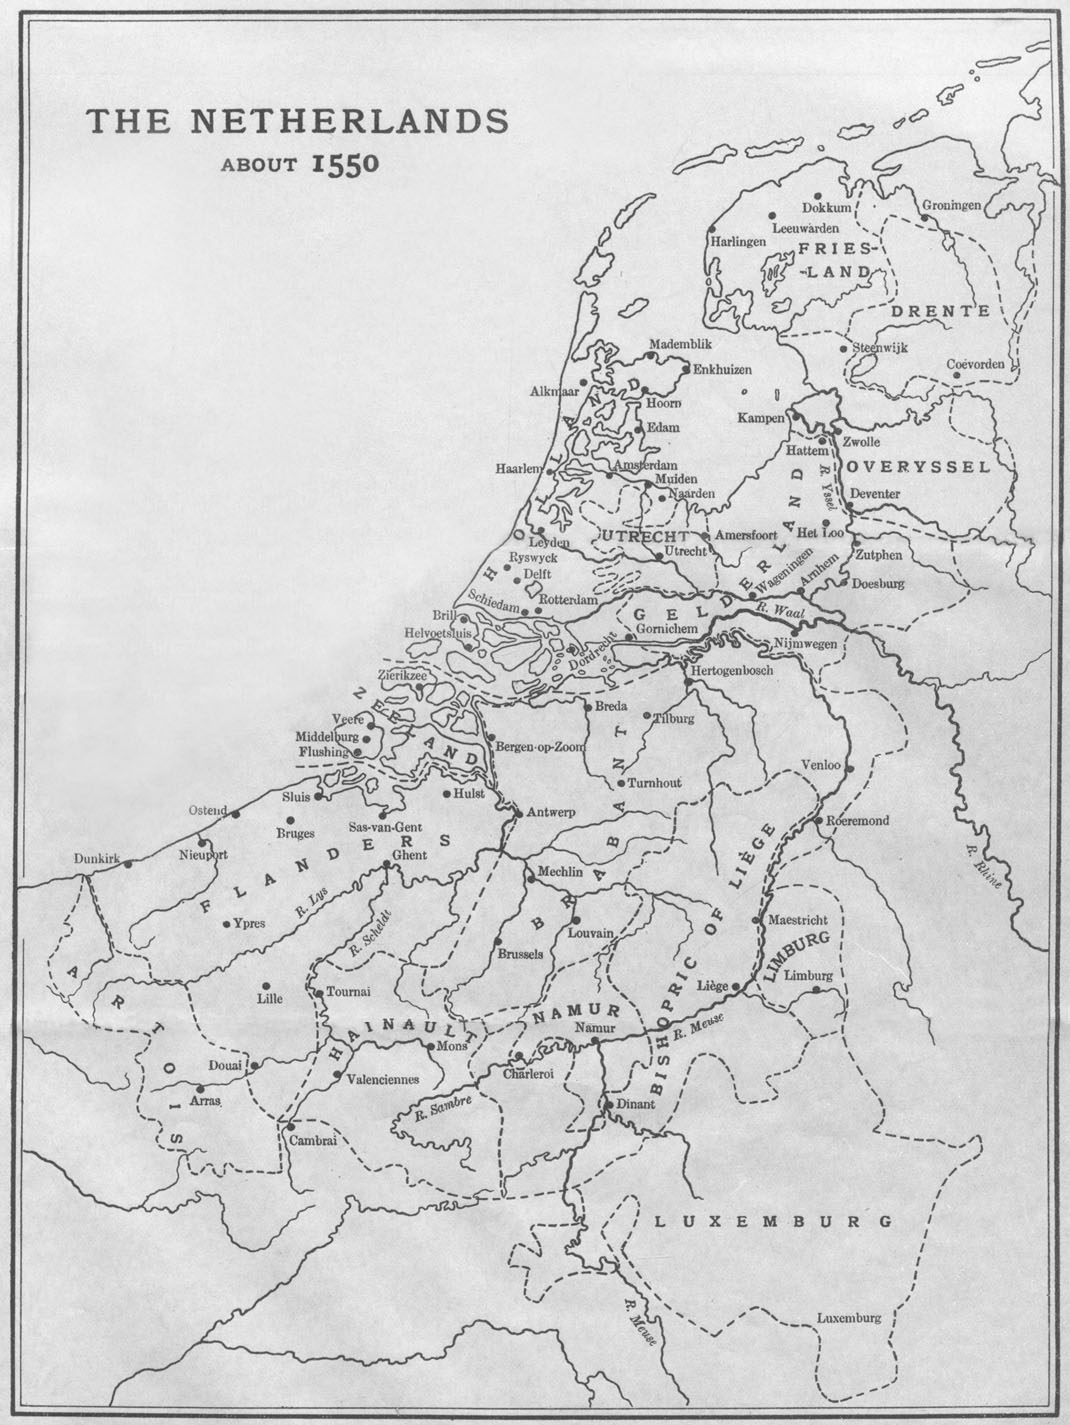 THE NETHERLANDS
ABOUT 1550
Dokkum
Groningen
Leeuwarden
Harlingen
FRIES-
-LAND
DRENTE
Mademblik
Steenwijk
Enkhuizen
Coevorden
Alkmaar
Hoorn
Kampen
Edam
Zwolle
Hattem
Haarlem
Amsterdam
OVERYSSEL
Muiden
R. Yssel
Naarden
Deventer
HOLLAND
UTRECHT
Amersfoort
Het Loo
Leyden
Utrecht
Zutphen
Ryswyck
Wageningen
Arnhem
Delft
Doesburg
Schiedam
Rotterdam
GELDERLAND
R. Waal
Brill
Helvoetsluis
Gornichem
Nijmwegen
Dordrecht
Zierikzee
Hertogenbosch
ZEELAND
Breda
Veere
Tilburg
Middelburg
Flushing
Bergen-op-Zoom
Venloo
Turnhout
Sluis
Hulst
Ostend
Antwerp
Roeremond
Bruges
Sas-van-Gent
BRABANT
Nieuport
FLANDERS
Dunkirk
Ghent
R. Rhine
Mechlin
R. Lys
Ypres
R. Scheldt
Maestricht
Louvain
BISHOPRIC OF LIÈGE
LIMBURG
Brussels
Limburg
Liège
Lille
Tournai
ARTOIS
NAMUR
HAINAULT
Namur
R. Meuse
Mons
Douai
Charleroi
Valenciennes
Arras
R. Sambre
Dinant
Cambrai
LUXEMBURG
R. Meuse
Luxemburg